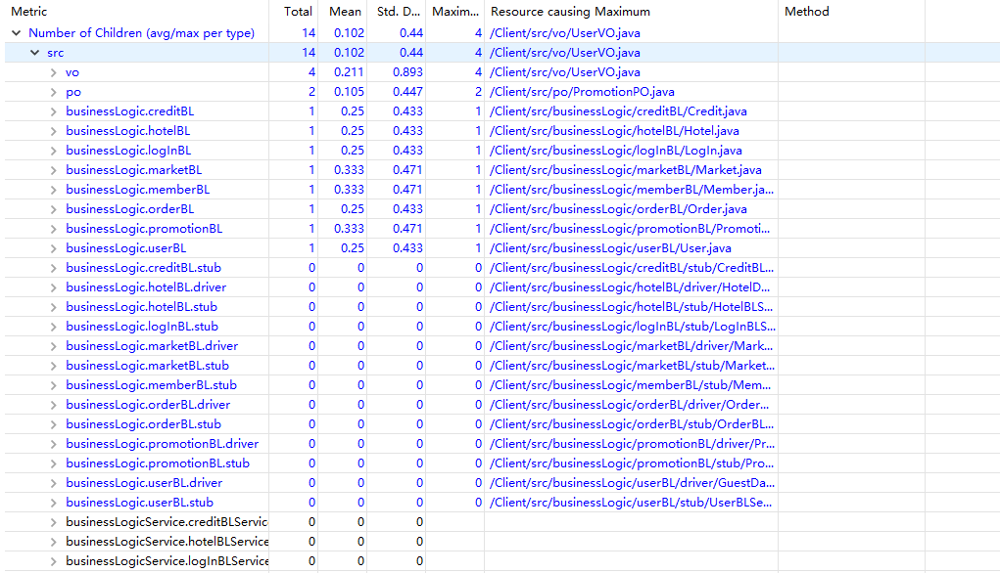 Metric Total Mean Std. D... Maxim... Resource causing Maximum Method
Number of Children (avg/max per type) 14 0.102 0.44 4 /Client/src/vo/UserVO.java
src 14 0.102 0.44 4 /Client/src/vo/UserVO.java
vo 4 0.211 0.893 4 /Client/src/vo/UserVO.java
po 2 0.105 0.447 2 /Client/src/po/PromotionPO.java
businessLogic.creditBL 1 0.25 0.433 1 /Client/src/businessLogic/creditBL/Credit.java
businessLogic.hotelBL 1 0.25 0.433 1 /Client/src/businessLogic/hotelBL/Hotel.java
businessLogic.logInBL 1 0.25 0.433 1 /Client/src/businessLogic/logInBL/LogIn.java
businessLogic.marketBL 1 0.333 0.471 1 /Client/src/businessLogic/marketBL/Market.java
businessLogic.memberBL 1 0.333 0.471 1 /Client/src/businessLogic/memberBL/Member.ja...
businessLogic.orderBL 1 0.25 0.433 1 /Client/src/businessLogic/orderBL/Order.java
businessLogic.promotionBL 1 0.333 0.471 1 /Client/src/businessLogic/promotionBL/Promoti...
businessLogic.userBL 1 0.25 0.433 1 /Client/src/businessLogic/userBL/User.java
businessLogic.creditBL.stub 0 0 0 0 /Client/src/businessLogic/creditBL/stub/CreditBL...
businessLogic.hotelBL.driver 0 0 0 0 /Client/src/businessLogic/hotelBL/driver/HotelD...
businessLogic.hotelBL.stub 0 0 0 0 /Client/src/businessLogic/hotelBL/stub/HotelBLS...
businessLogic.logInBL.stub 0 0 0 0 /Client/src/businessLogic/logInBL/stub/LogInBLS...
businessLogic.marketBL.driver 0 0 0 0 /Client/src/businessLogic/marketBL/driver/Mark...
businessLogic.marketBL.stub 0 0 0 0 /Client/src/businessLogic/marketBL/stub/Market...
businessLogic.memberBL.stub 0 0 0 0 /Client/src/businessLogic/memberBL/stub/Mem...
businessLogic.orderBL.driver 0 0 0 0 /Client/src/businessLogic/orderBL/driver/Order...
businessLogic.orderBL.stub 0 0 0 0 /Client/src/businessLogic/orderBL/stub/OrderBL...
businessLogic.promotionBL.driver 0 0 0 0 /Client/src/businessLogic/promotionBL/driver/Pr...
businessLogic.promotionBL.stub 0 0 0 0 /Client/src/businessLogic/promotionBL/stub/Pro...
businessLogic.userBL.driver 0 0 0 0 /Client/src/businessLogic/userBL/driver/GuestDa...
businessLogic.userBL.stub 0 0 0 0 /Client/src/businessLogic/userBL/stub/UserBLSe...
businessLogicService.creditBLServic 0 0 0
businessLogicService.hotelBLService 0 0 0
businessLogicService.logInBLService 0 0 0